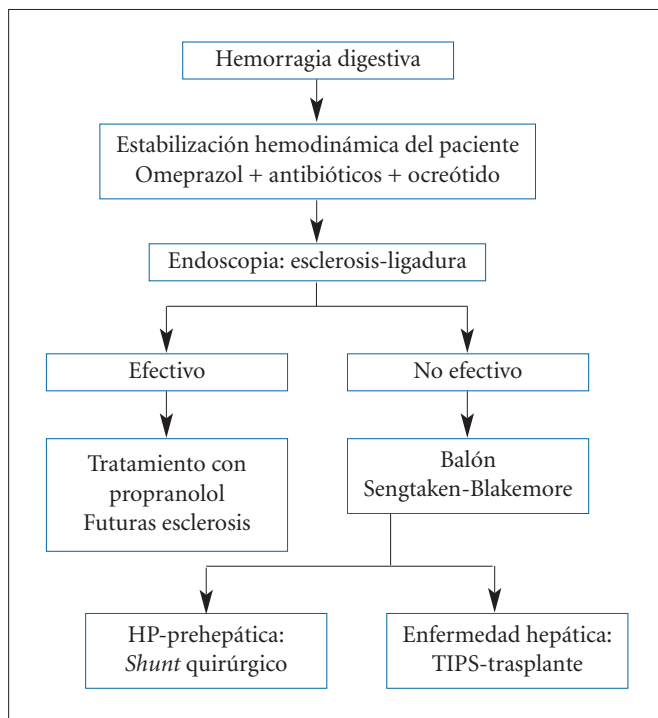 Hemorragia digestiva
Estabilización hemodinámica del paciente
Omeprazol + antibióticos + ocreótido
Endoscopia: esclerosis-ligadura
Efectivo
No efectivo
Tratamiento con
propranolol
Futuras esclerosis
Balón
Sengtaken-Blakemore
HP-prehepática:
Shunt quirúrgico
Enfermedad hepática:
TIPS-trasplante